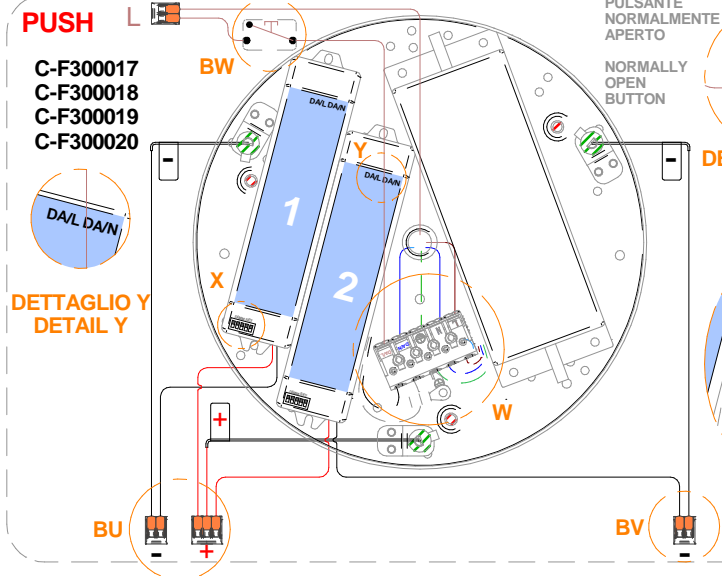 PUSH
L
PULSANTE
NORMALMENTE
APERTO
NORMALLY
OPEN
BUTTON
BW
C-F300017
C-F300018
C-F300019
C-F300020
DA/L DA/N
Y
DA/L DA/N
1
2
-
-
DA/L DA/N
X
DETTAGLIO Y
DETAIL Y
DE
N
L
W
+
BU
-
+
BV
-